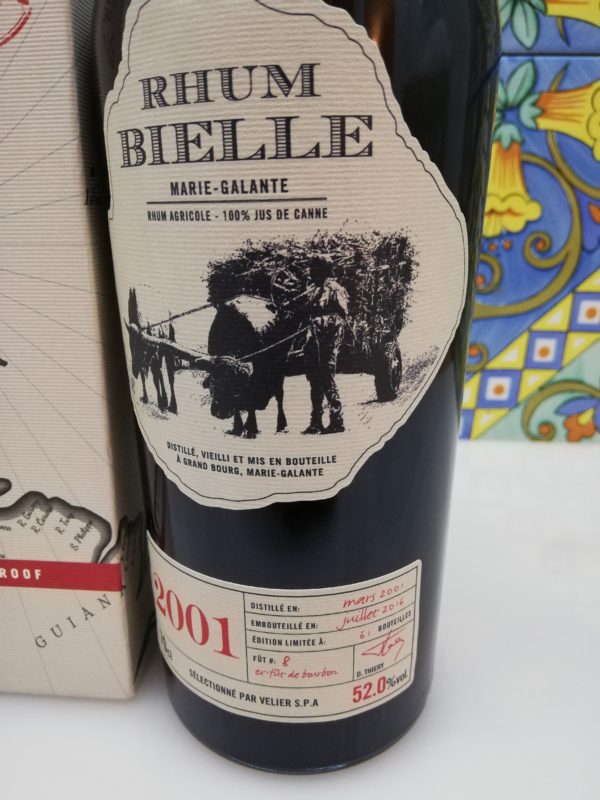 RHUM
BIELLE
MARIE-GALANTE
RHUM AGRICOLE - 100% JUS DE CANNE
DISTILLÉ, VIEILLI ET MIS EN BOUTEILLE
À GRAND BOURG, MARIE-GALANTE
2001
DISTILLÉ EN: mars 2001
EMBOUTEILLÉ EN: juillet 2016
ÉDITION LIMITÉE À: BOUTEILLES
FÛT #: 8
ex-fût de bourbon
D. THIERY
52.0%VOL
SÉLECTIONNÉ PAR VELIER S.P.A
S. Philippe
ROOF
GUIANA